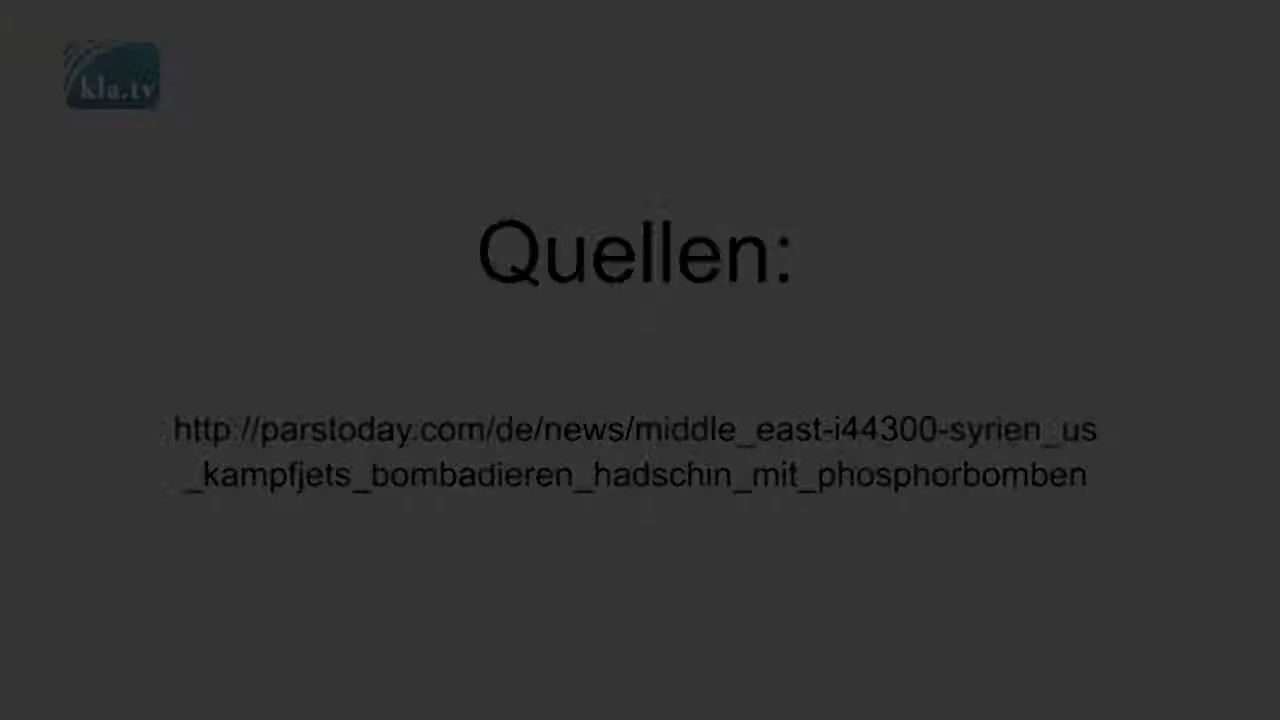 kla.tv
Quellen:
http://parstoday.com/de/news/middle_east-i44300-syrien_us
_kampfjets_bombadieren_hadschin_mit_phosphorbomben